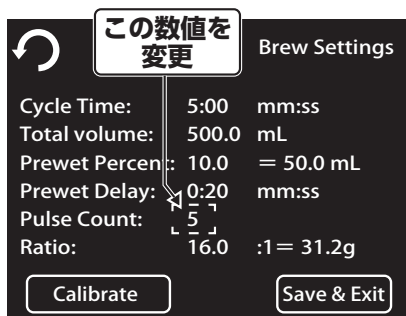 この数値を
変更
Brew Settings
Cycle Time: 5:00 mm:ss
Total volume: 500.0 mL
Prewet Percent: 10.0 = 50.0 mL
Prewet Delay: 0:20 mm:ss
Pulse Count: 5
Ratio: 16.0 :1= 31.2g
Calibrate Save & Exit